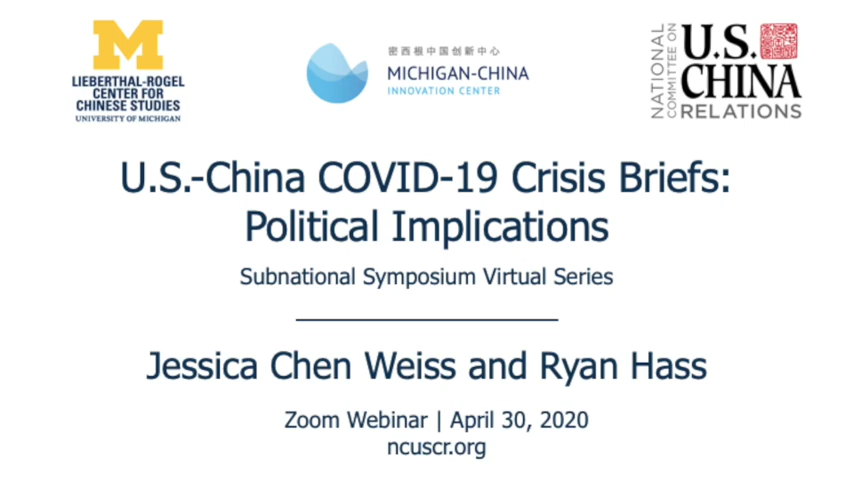 M
LIEBERTHAL-ROGEL
CENTER FOR
CHINESE STUDIES
UNIVERSITY OF MICHIGAN
密西根中国创新中心
MICHIGAN-CHINA
INNOVATION CENTER
NATIONAL
COMMITTEE ON
U.S.
CHINA
RELATIONS
U.S.-China COVID-19 Crisis Briefs:
Political Implications
Subnational Symposium Virtual Series
Jessica Chen Weiss and Ryan Hass
Zoom Webinar | April 30, 2020
ncuscr.org